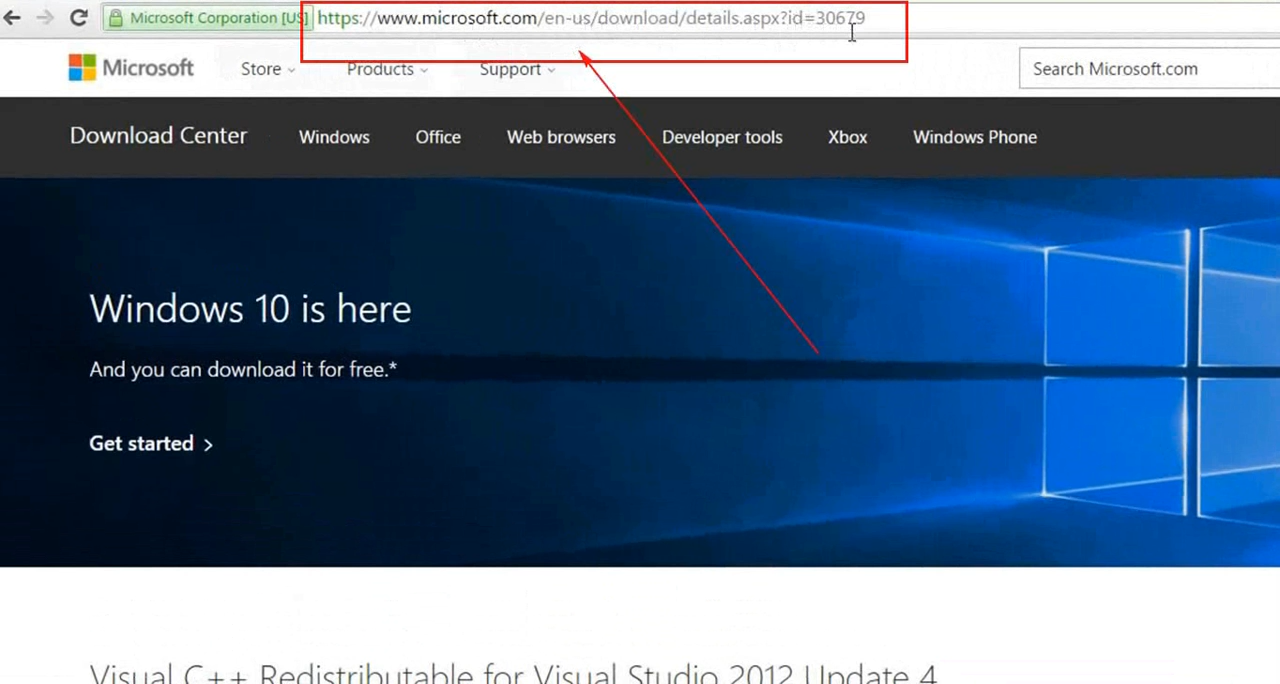 Microsoft Corporation [US] https://www.microsoft.com/en-us/download/details.aspx?id=30679
Microsoft Store Products Support Search Microsoft.com
Download Center Windows Office Web browsers Developer tools Xbox Windows Phone
Windows 10 is here
And you can download it for free.*
Get started
Visual C++ Redistributable for Visual Studio 2012 Update 4